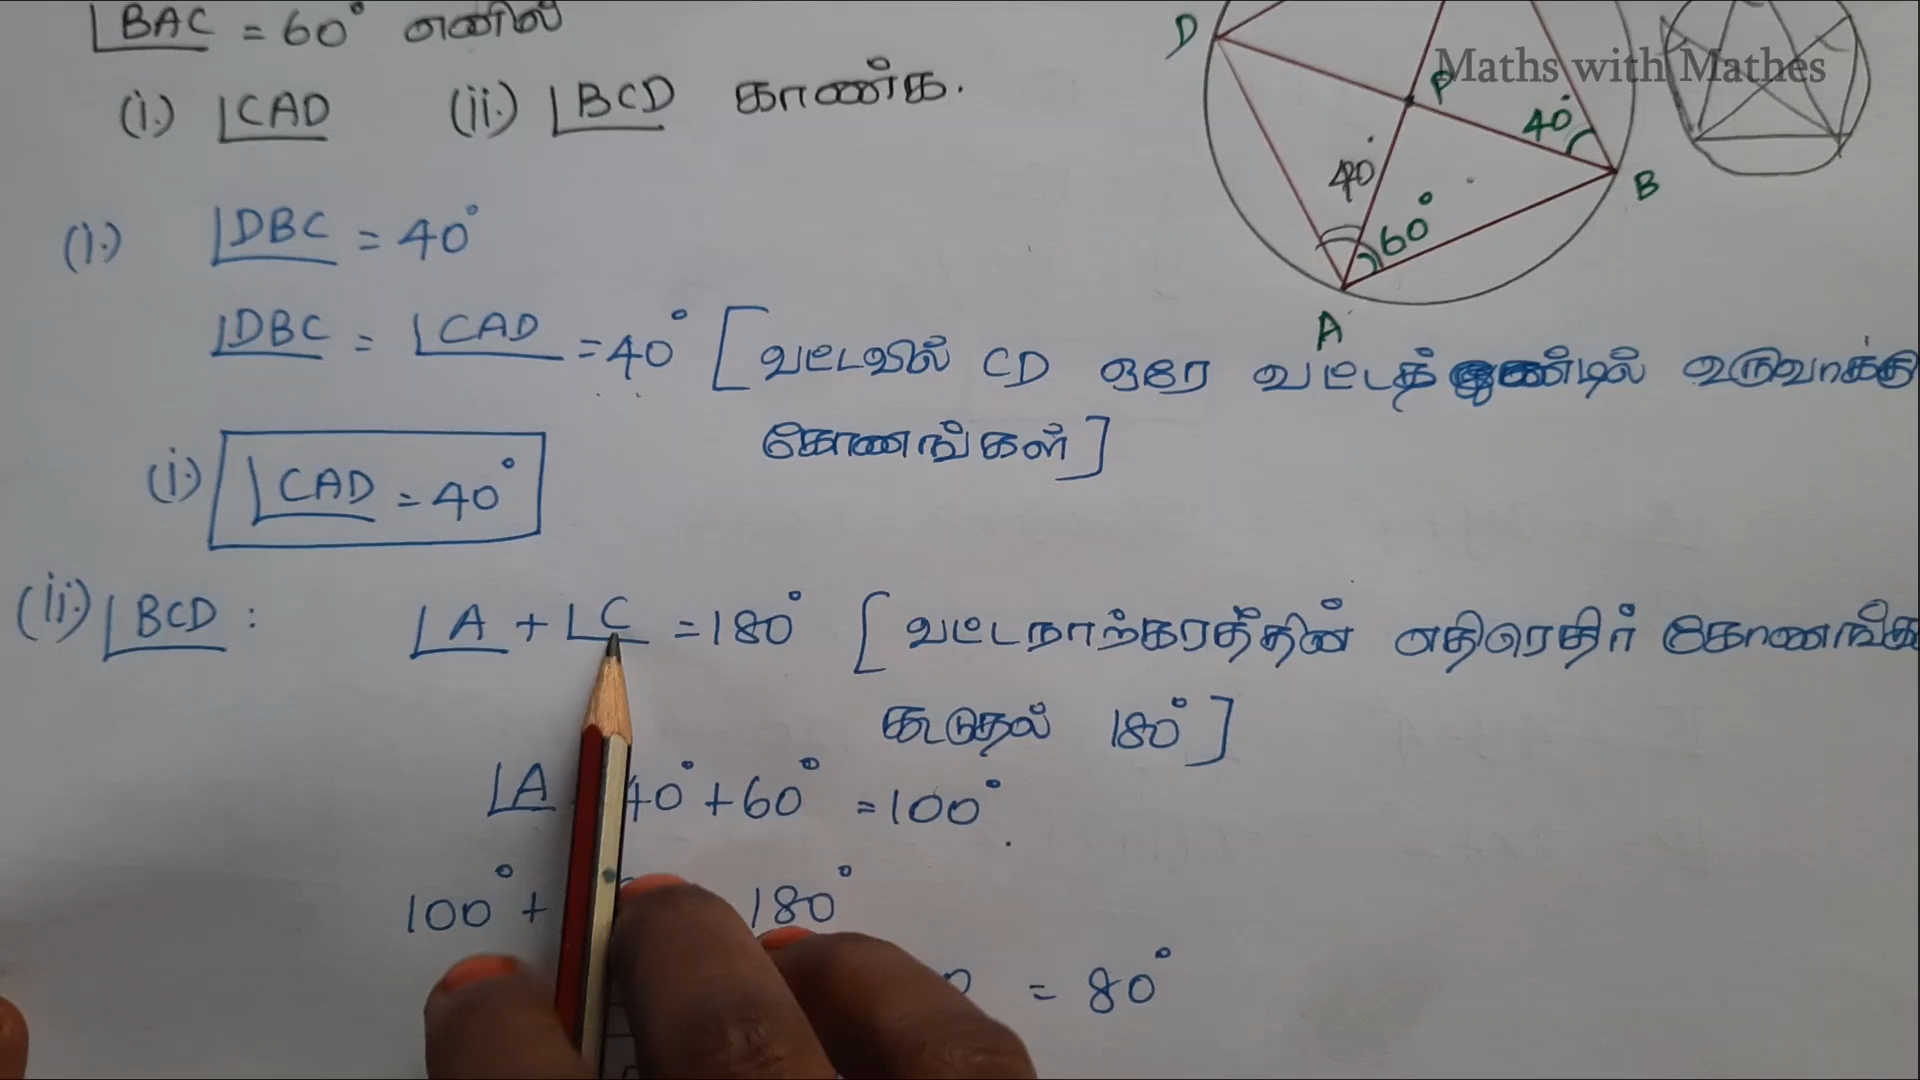 ∠BAC = 60° எனில்
(i.) ∠CAD (ii.) ∠BCD காண்க.
(i.) ∠DBC = 40°
∠DBC = ∠CAD = 40° [வட்டவில் CD ஒரே வட்டத் துண்டில் உருவாக்கு
கோணங்கள்]
(i.) ∠CAD = 40°
(ii.) ∠BCD : ∠A + ∠C = 180° [வட்டநாற்கரத்தின் எதிரெதிர் கோணங்க
கூடுதல் 180°]
∠A 40° + 60° = 100°
100° + 180°
= 80°
D
P
40°
40°
B
60°
A
Maths with Mathes